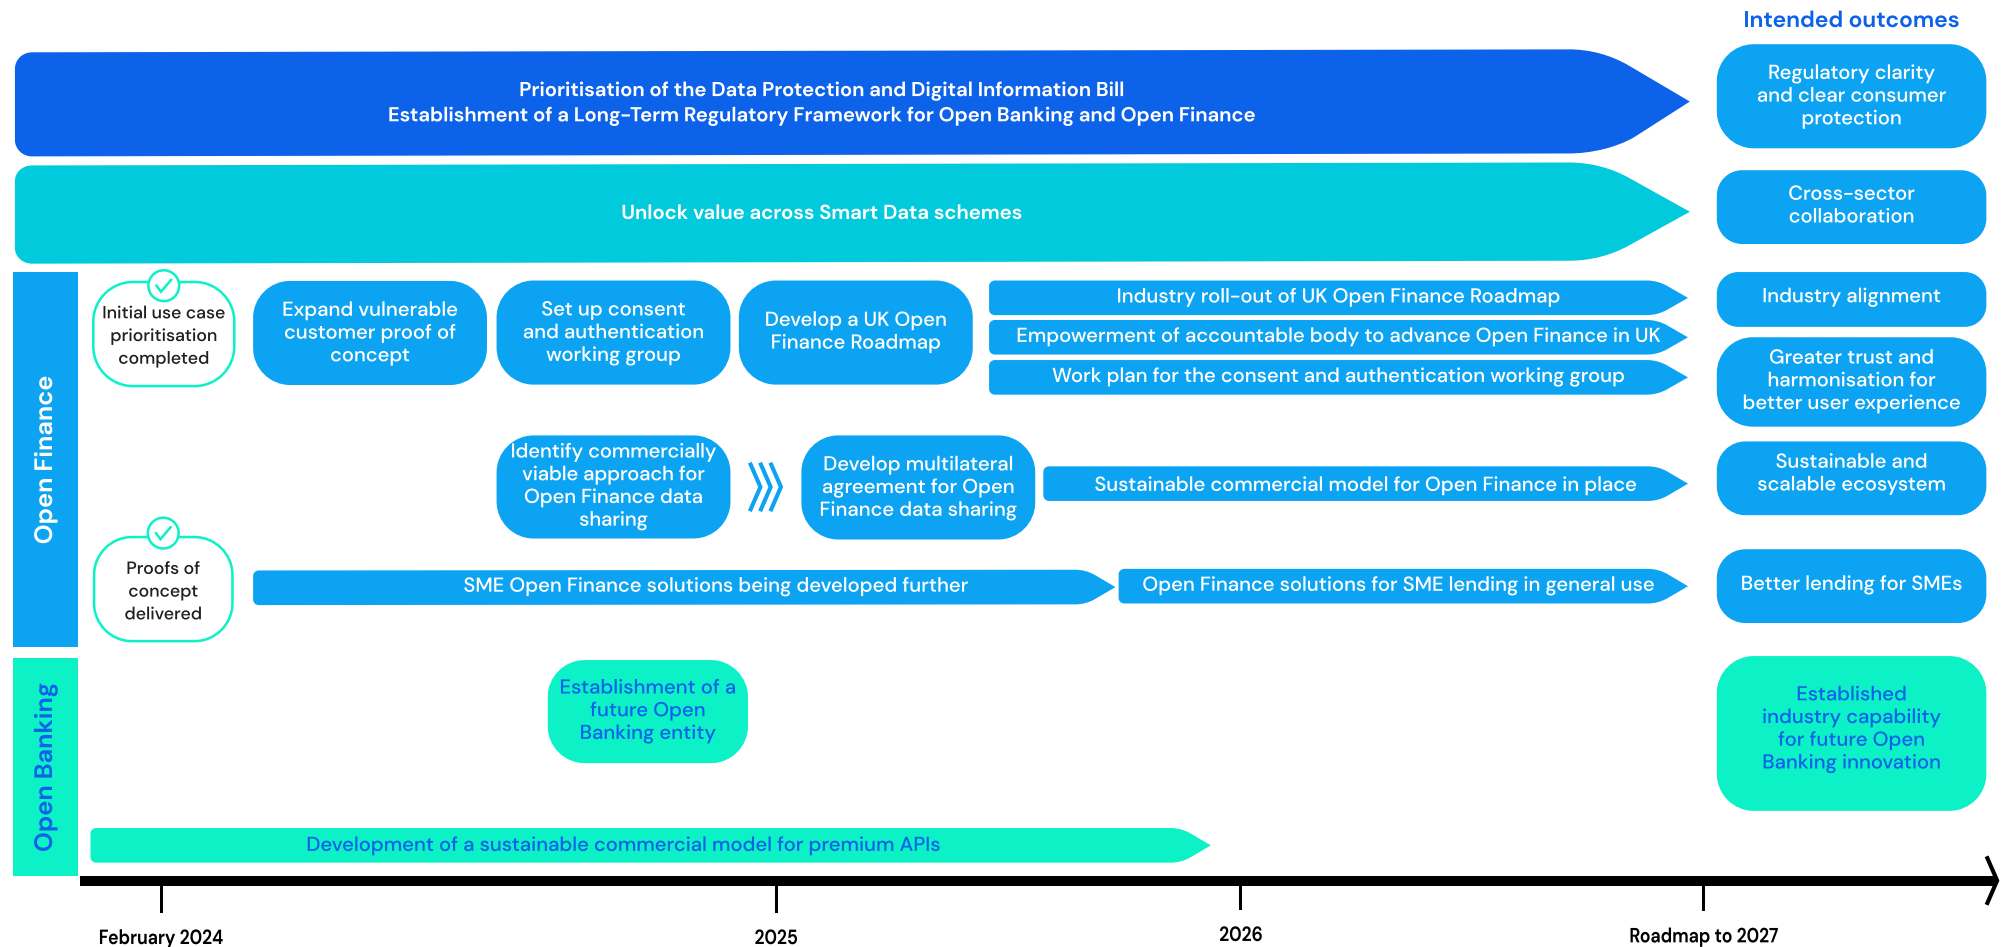 Intended outcomes
Prioritisation of the Data Protection and Digital Information Bill
Establishment of a Long-Term Regulatory Framework for Open Banking and Open Finance
Regulatory clarity
and clear consumer
protection
Unlock value across Smart Data schemes
Cross-sector
collaboration
Open Finance
Initial use case
prioritisation
completed
Expand vulnerable
customer proof of
concept
Set up consent
and authentication
working group
Develop a UK Open
Finance Roadmap
Industry roll-out of UK Open Finance Roadmap
Empowerment of accountable body to advance Open Finance in UK
Work plan for the consent and authentication working group
Industry alignment
Greater trust and
harmonisation for
better user experience
Identify commercially
viable approach for
Open Finance data
sharing
Develop multilateral
agreement for Open
Finance data sharing
Sustainable commercial model for Open Finance in place
Sustainable and
scalable ecosystem
Proofs of
concept
delivered
SME Open Finance solutions being developed further
Open Finance solutions for SME lending in general use
Better lending for SMEs
Open Banking
Establishment of a
future Open
Banking entity
Established
industry capability
for future Open
Banking innovation
Development of a sustainable commercial model for premium APIs
February 2024
2025
2026
Roadmap to 2027